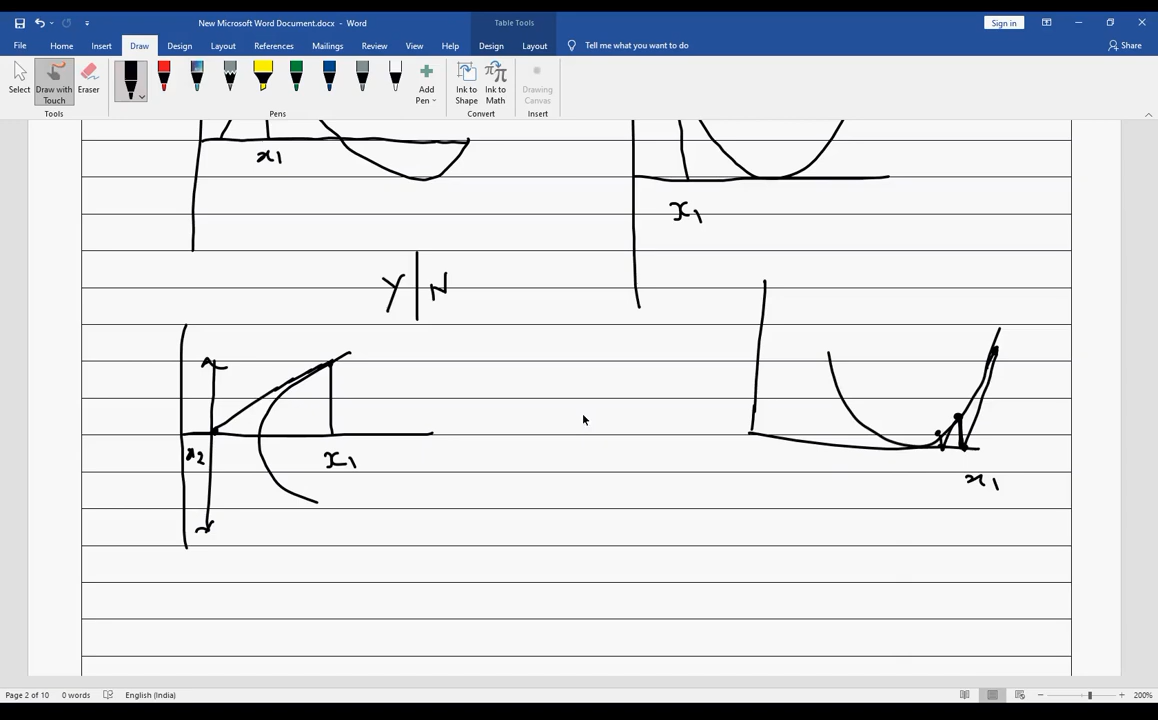 New Microsoft Word Document.docx - Word
Table Tools
Sign in
File Home Insert Draw Design Layout References Mailings Review View Help Design Layout Tell me what you want to do Share
Select Draw with Touch Eraser
Add Pen
Ink to Shape Ink to Math
Drawing Canvas
Tools Pens Convert Insert
x1
x1
Y|N
x2 x1
x1
Page 2 of 10 0 words English (India) 200%